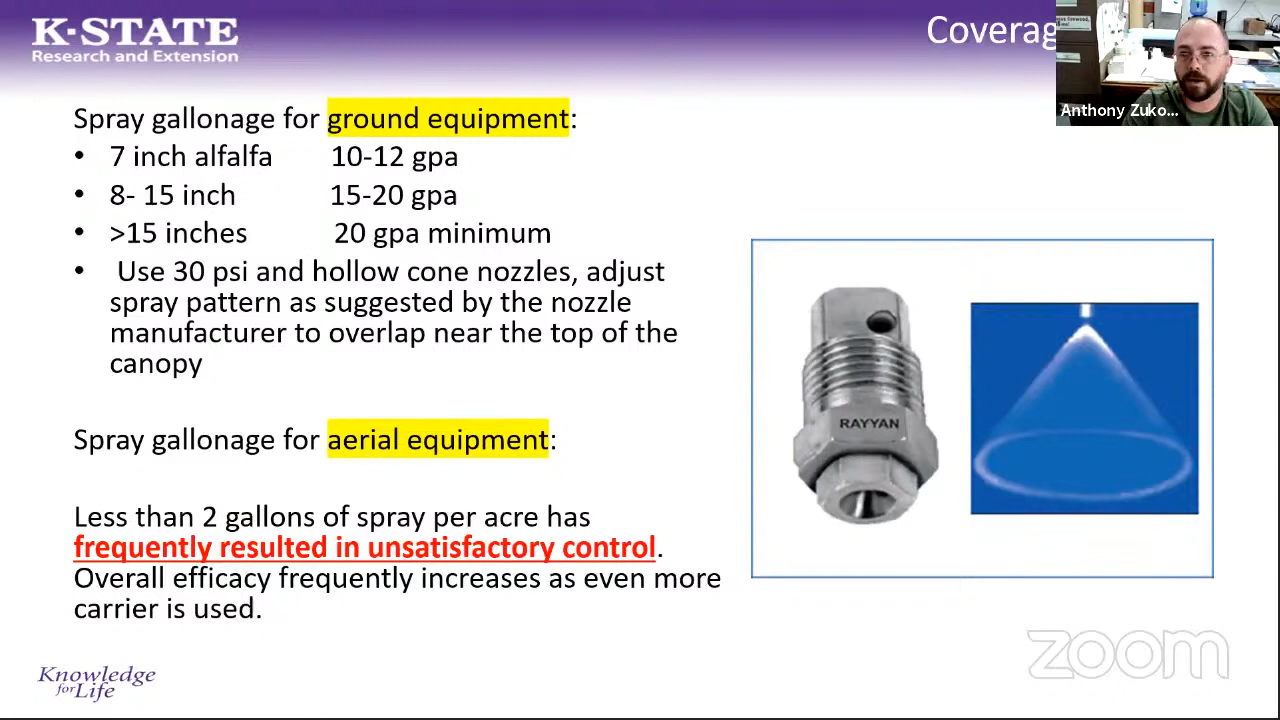 K-STATE
Research and Extension
Coverag
Anthony Zuko...
Spray gallonage for ground equipment:
• 7 inch alfalfa 10-12 gpa
• 8- 15 inch 15-20 gpa
• >15 inches 20 gpa minimum
• Use 30 psi and hollow cone nozzles, adjust
spray pattern as suggested by the nozzle
manufacturer to overlap near the top of the
canopy
RAYYAN
Spray gallonage for aerial equipment:
Less than 2 gallons of spray per acre has
frequently resulted in unsatisfactory control.
Overall efficacy frequently increases as even more
carrier is used.
Knowledge
for Life
zoom